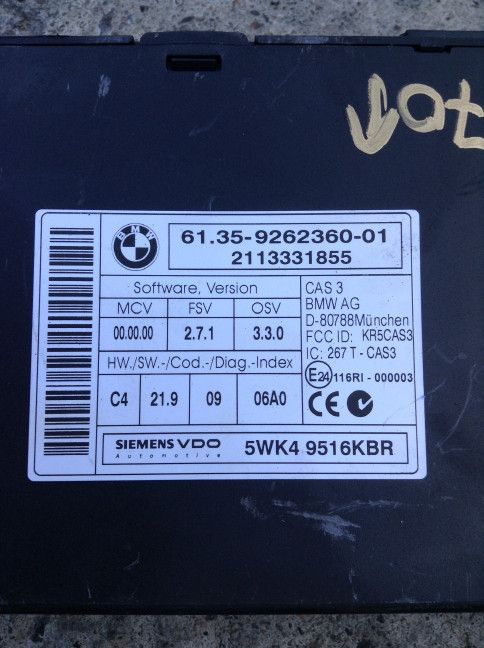 BMW
61.35-9262360-01
2113331855
Software, Version
MCV FSV OSV
00.00.00 2.7.1 3.3.0
HW./SW.-/Cod.-/Diag.-Index
C4 21.9 09 06A0
CAS 3
BMW AG
D-80788München
FCC ID: KR5CAS3
IC: 267 T - CAS3
E24 116RI - 000003
CE
SIEMENS VDO
Automotive
5WK4 9516KBR